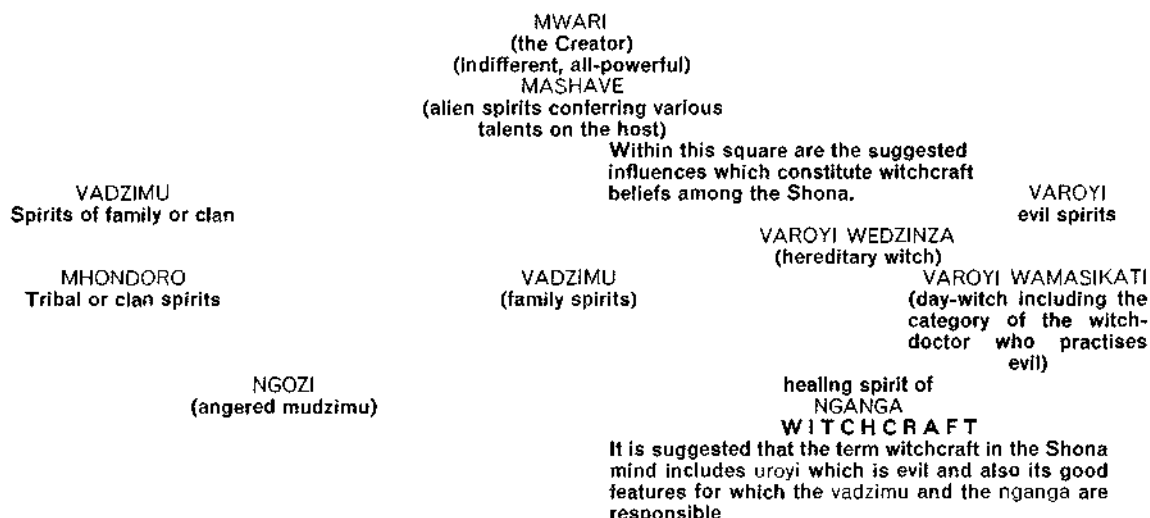 MWARI
(the Creator)
(indifferent, all-powerful)
MASHAVE
(alien spirits conferring various
talents on the host)
Within this square are the suggested
influences which constitute witchcraft
beliefs among the Shona.
VADZIMU
Spirits of family or clan
VAROYI
evil spirits
VAROYI WEDZINZA
(hereditary witch)
MHONDORO
Tribal or clan spirits
VADZIMU
(family spirits)
VAROYI WAMASIKATI
(day-witch including the
category of the witch-
doctor who practises
evil)
NGOZI
(angered mudzimu)
healing spirit of
NGANGA
WITCHCRAFT
It is suggested that the term witchcraft in the Shona
mind includes uroyi which is evil and also its good
features for which the vadzimu and the nganga are
responsible